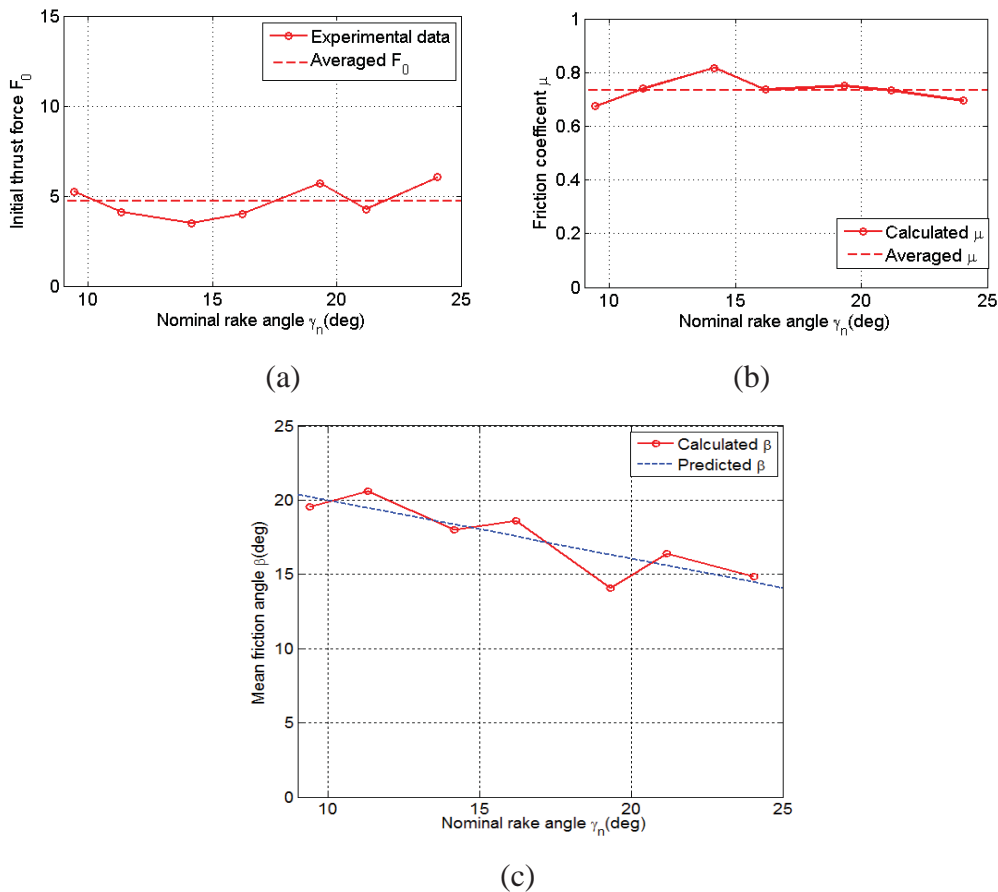 15
10
5
0
Initial thrust force F0
Experimental data
Averaged F0
10
15
20
25
Nominal rake angle γn(deg)
(a)
1
0.8
0.6
0.4
0.2
0
Friction coefficent μ
Calculated μ
Averaged μ
10
15
20
25
Nominal rake angle γn(deg)
(b)
25
20
15
10
5
0
Mean friction angle β(deg)
Calculated β
Predicted β
10
15
20
25
Nominal rake angle γn(deg)
(c)